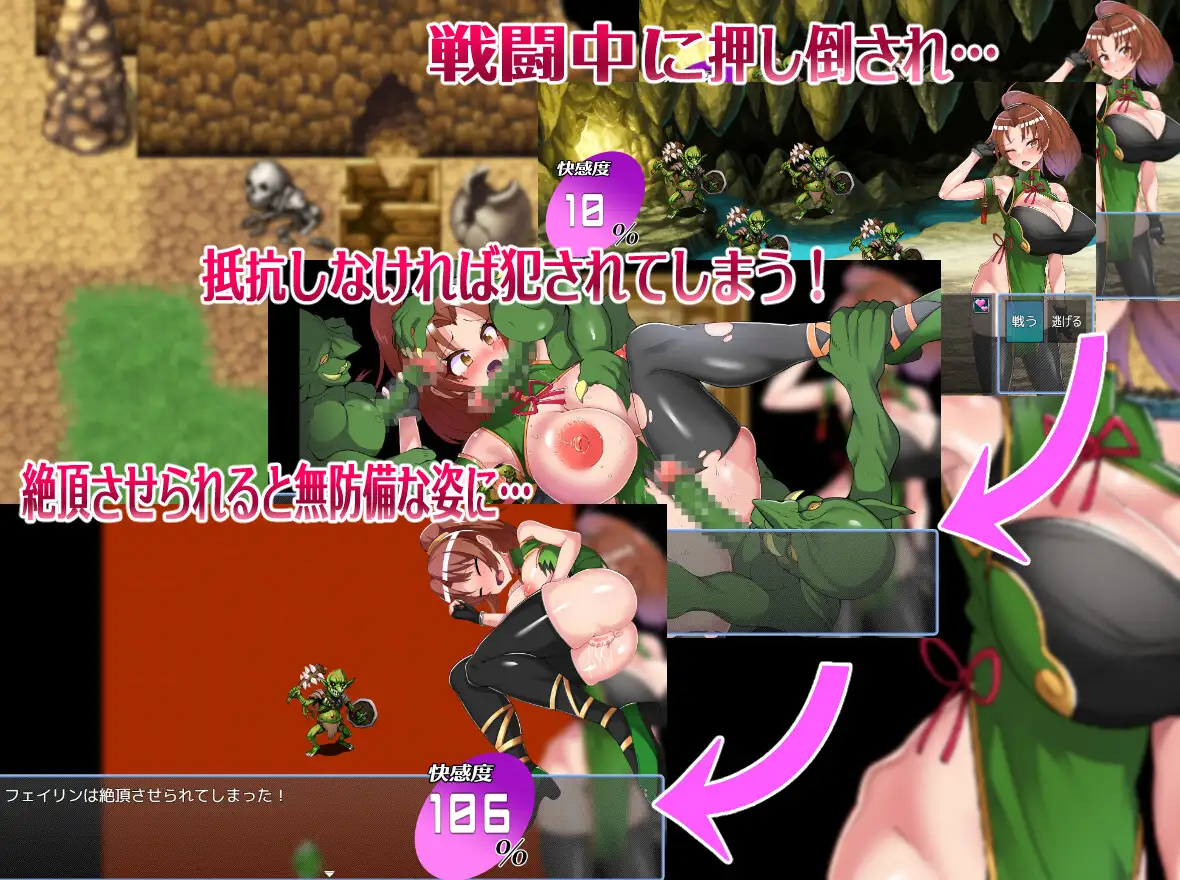 戦闘中に押し倒され…
快感度
10
%
抵抗しなければ犯されてしまう！
戦う 逃げる
絶頂させられると無防備な姿に…
快感度
106
%
フェイリンは絶頂させられてしまった！